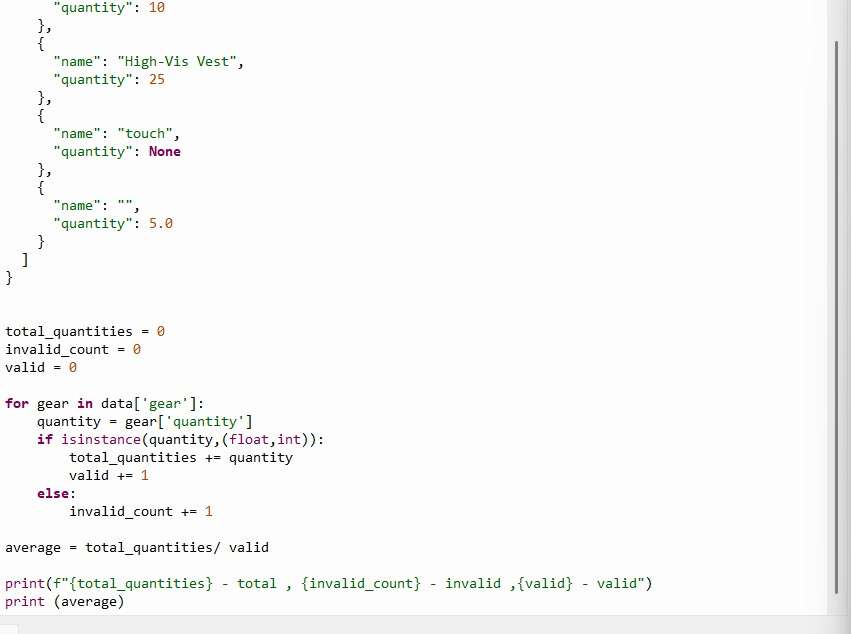 "quantity": 10
},
{
"name": "High-Vis Vest",
"quantity": 25
},
{
"name": "touch",
"quantity": None
},
{
"name": "",
"quantity": 5.0
}
]
}
total_quantities = 0
invalid_count = 0
valid = 0
for gear in data['gear']:
quantity = gear['quantity']
if isinstance(quantity,(float,int)):
total_quantities += quantity
valid += 1
else:
invalid_count += 1
average = total_quantities/ valid
print(f"{total_quantities} - total , {invalid_count} - invalid ,{valid} - valid")
print (average)